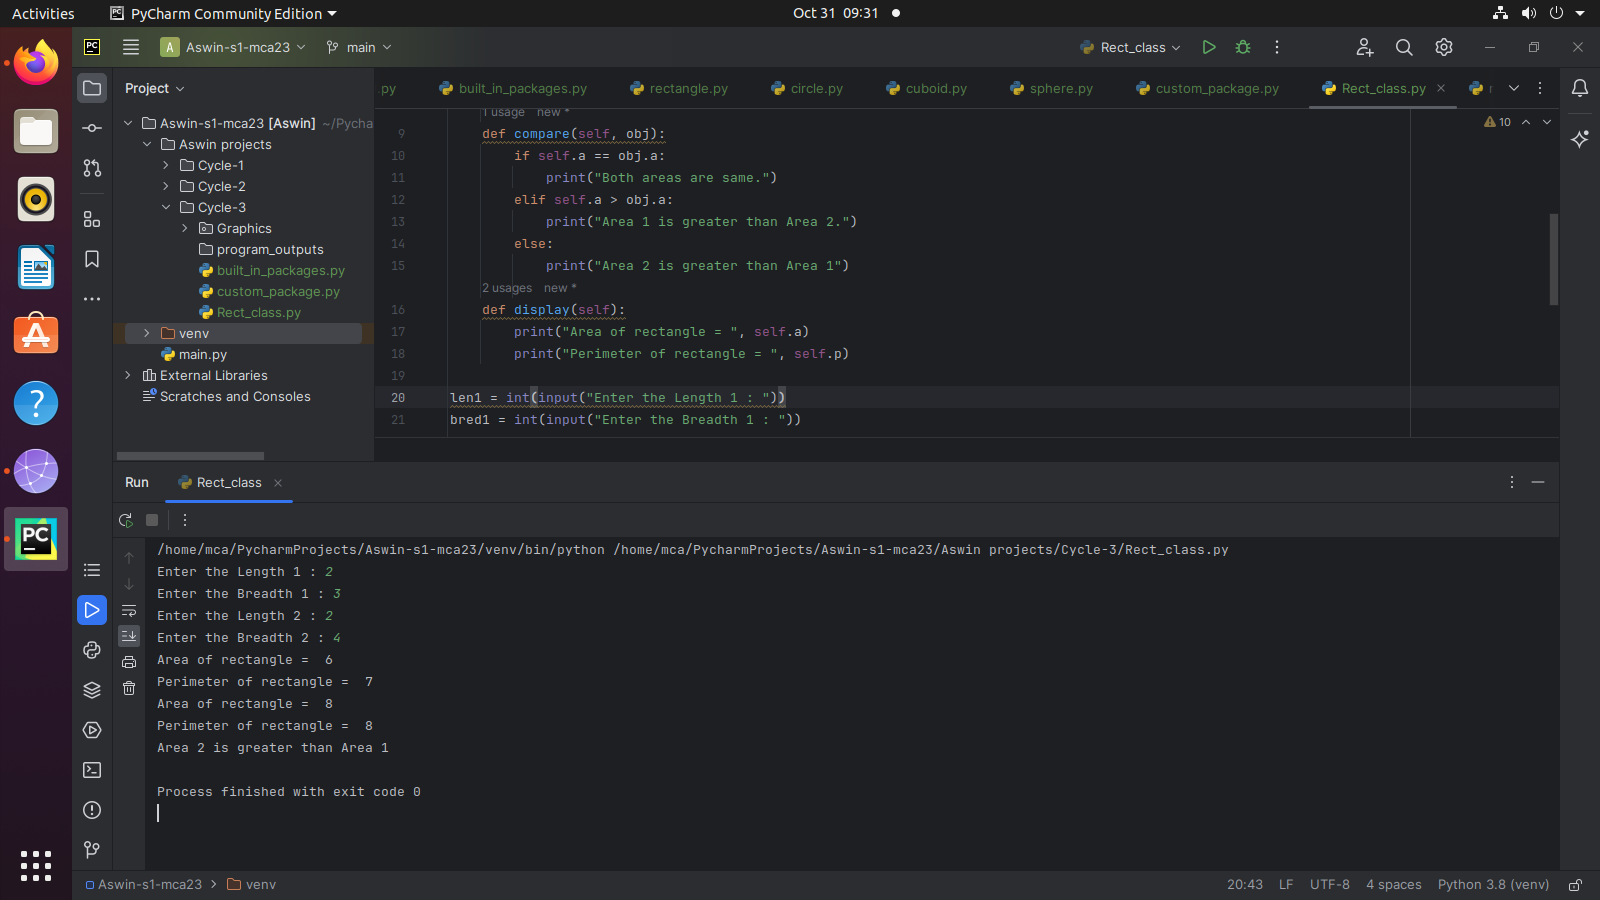 Activities PyCharm Community Edition Oct 31 09:31
PC Aswin-s1-mca23 main Rect_class
A
Project
.py built_in_packages.py rectangle.py circle.py cuboid.py sphere.py custom_package.py Rect_class.py
Aswin-s1-mca23 [Aswin] ~/Pycha
Aswin projects
Cycle-1
Cycle-2
Cycle-3
Graphics
program_outputs
built_in_packages.py
custom_package.py
Rect_class.py
venv
main.py
External Libraries
Scratches and Consoles
1 usage new *
10
9 def compare(self, obj):
10 if self.a == obj.a:
11 print("Both areas are same.")
12 elif self.a > obj.a:
13 print("Area 1 is greater than Area 2.")
14 else:
15 print("Area 2 is greater than Area 1")
2 usages new *
16 def display(self):
17 print("Area of rectangle = ", self.a)
18 print("Perimeter of rectangle = ", self.p)
19
20 len1 = int(input("Enter the Length 1 : "))
21 bred1 = int(input("Enter the Breadth 1 : "))
Run Rect_class
/home/mca/PycharmProjects/Aswin-s1-mca23/venv/bin/python /home/mca/PycharmProjects/Aswin-s1-mca23/Aswin projects/Cycle-3/Rect_class.py
Enter the Length 1 : 2
Enter the Breadth 1 : 3
Enter the Length 2 : 2
Enter the Breadth 2 : 4
Area of rectangle =  6
Perimeter of rectangle =  7
Area of rectangle =  8
Perimeter of rectangle =  8
Area 2 is greater than Area 1
Process finished with exit code 0
PC
Aswin-s1-mca23 > venv
20:43 LF UTF-8 4 spaces Python 3.8 (venv)